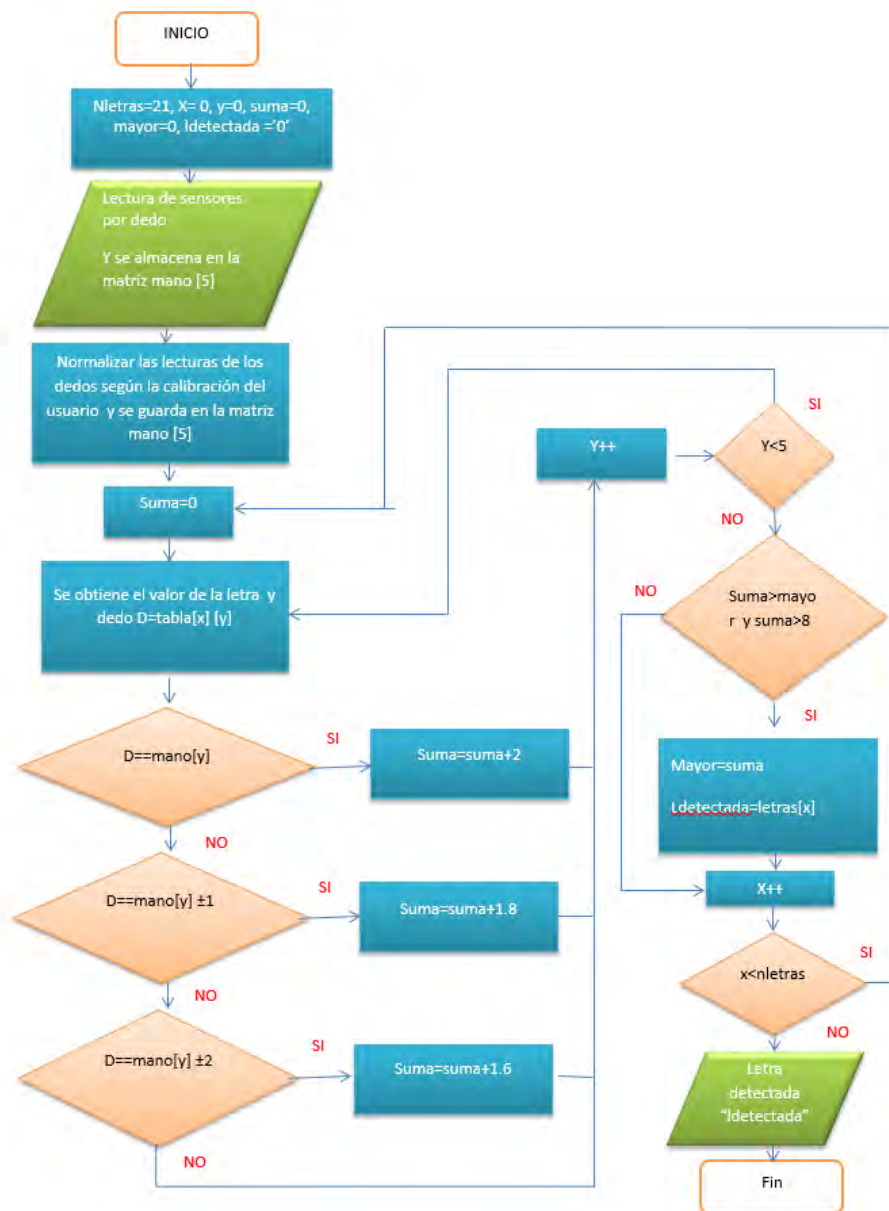 INICIO
Nletras=21, X= 0, y=0, suma=0,
mayor=0, ldetectada ='0'
Lectura de sensores
por dedo
Y se almacena en la
matriz mano [5]
Normalizar las lecturas de los
dedos según la calibración del
usuario y se guarda en la matriz
mano [5]
Suma=0
Se obtiene el valor de la letra y
dedo D=tabla[x] [y]
D==mano[y]
SI
Suma=suma+2
NO
D==mano[y] ±1
SI
Suma=suma+1.8
NO
D==mano[y] ±2
SI
Suma=suma+1.6
NO
Y++
Y<5
SI
NO
Suma>mayo
r y suma>8
NO
SI
Mayor=suma
Ldetectada=letras[x]
X++
x<nletras
SI
NO
Letra
detectada
"ldetectada"
Fin